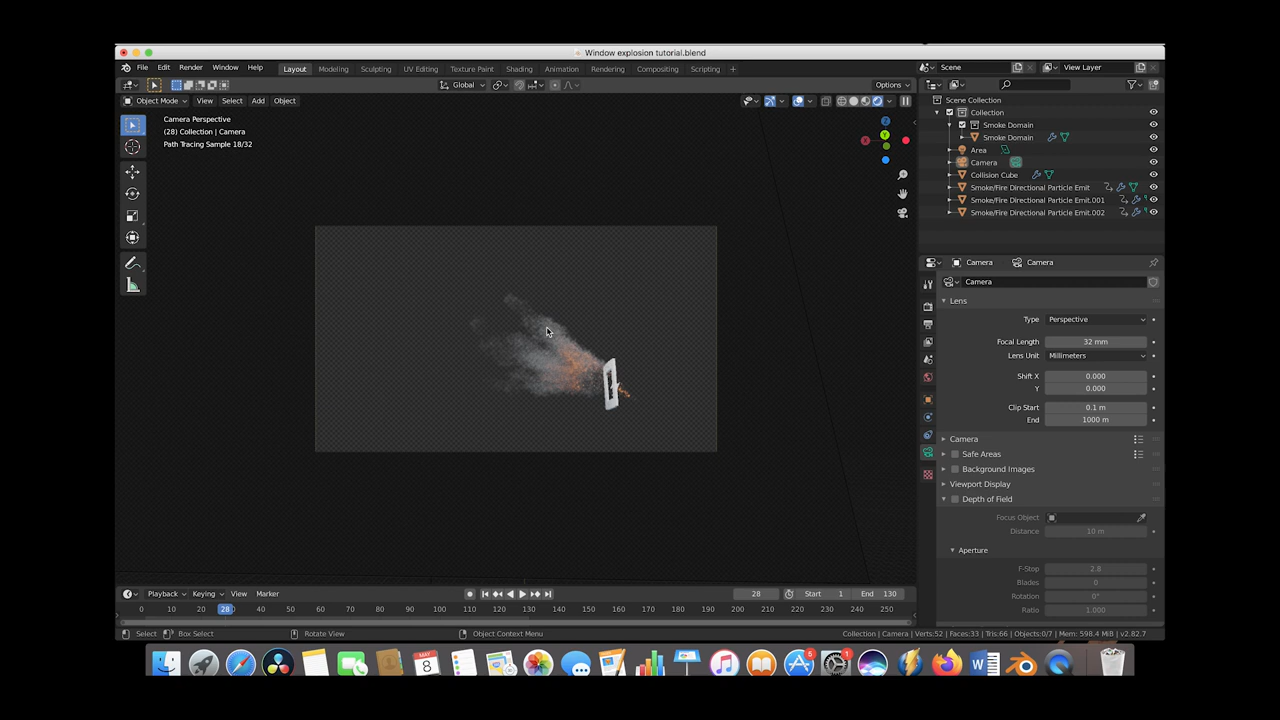 Window explosion tutorial.blend
File Edit Render Window Help Layout Modeling Sculpting UV Editing Texture Paint Shading Animation Rendering Compositing Scripting + Scene View Layer
Global Options
Object Mode View Select Add Object
Camera Perspective
(28) Collection | Camera
Path Tracing Sample 18/32
Y
Scene Collection
Collection
Smoke Domain
Smoke Domain
Area
Camera
Collision Cube
Smoke/Fire Directional Particle Emit
Smoke/Fire Directional Particle Emit.001
Smoke/Fire Directional Particle Emit.002
Camera Camera
Camera
Lens
Type Perspective
Focal Length 32 mm
Lens Unit Millimeters
Shift X 0.000
Y 0.000
Clip Start 0.1 m
End 1000 m
Camera
Safe Areas
Background Images
Viewport Display
Depth of Field
Focus Object
Distance 10 m
Aperture
F-Stop 2.8
Blades 0
Rotation 0°
Ratio 1.000
Playback Keying View Marker 28 Start 1 End 130
0 10 20 28 40 50 60 70 80 90 100 110 120 130 140 150 160 170 180 190 200 210 220 230 240 250
Select Box Select Rotate View Object Context Menu Collection | Camera | Verts:52 | Faces:33 | Tris:66 | Objects:0/7 | Mem: 598.4 MiB | v2.82.7
MAY
8
5
1
W